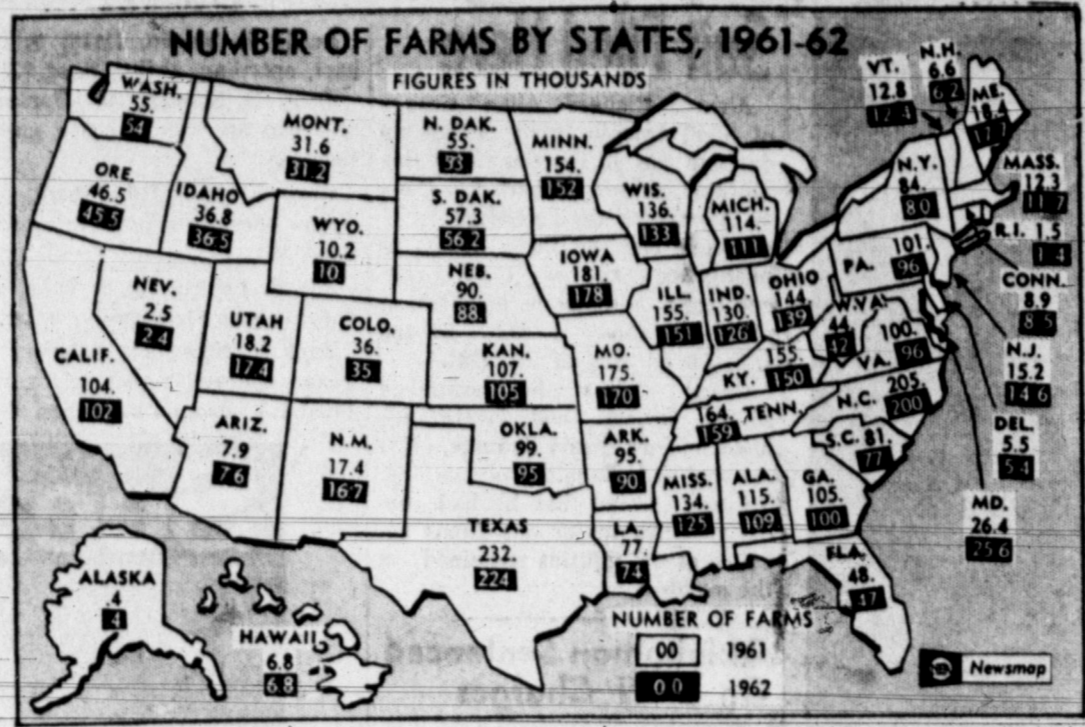 NUMBER OF FARMS BY STATES, 1961-62
FIGURES IN THOUSANDS
WASH.
55.
54
ORE.
46.5
45.5
IDAHO
36.8
36.5
MONT.
31.6
31.2
WYO.
10.2
10
N. DAK.
55.
53
S. DAK.
57.3
56.2
NEB.
90.
88.
MINN.
154.
152
WIS.
136.
133
MICH.
114.
111
IOWA
181.
178
VT.
12.8
12.4
N.H.
6.6
6.2
ME.
18.4
17.7
N.Y.
84.
80
MASS.
12.3
11.7
R.I. 1.5
1.4
CONN.
8.9
8.5
N.J.
15.2
14.6
DEL.
5.5
5.4
MD.
26.4
25.6
PA.
101.
96
OHIO
144.
139
IND.
130.
126
ILL.
155.
151
W.VA.
44.
42
VA.
100.
96
KY.
155.
150
TENN.
164.
159
N.C.
205.
200
S.C. 81.
77
GA.
105.
100
FLA.
48.
47
ALA.
115.
109
MISS.
134.
125
LA.
77.
74
ARK.
95.
90
MO.
175.
170
KAN.
107.
105
OKLA.
99.
95
TEXAS
232.
224
COLO.
36.
35
N.M.
17.4
16.7
UTAH
18.2
17.4
ARIZ.
7.9
7.6
NEV.
2.5
2.4
CALIF.
104.
102
ALASKA
.4
.4
HAWAII
6.8
6.8
NUMBER OF FARMS
00 1961
00 1962
Newsmap